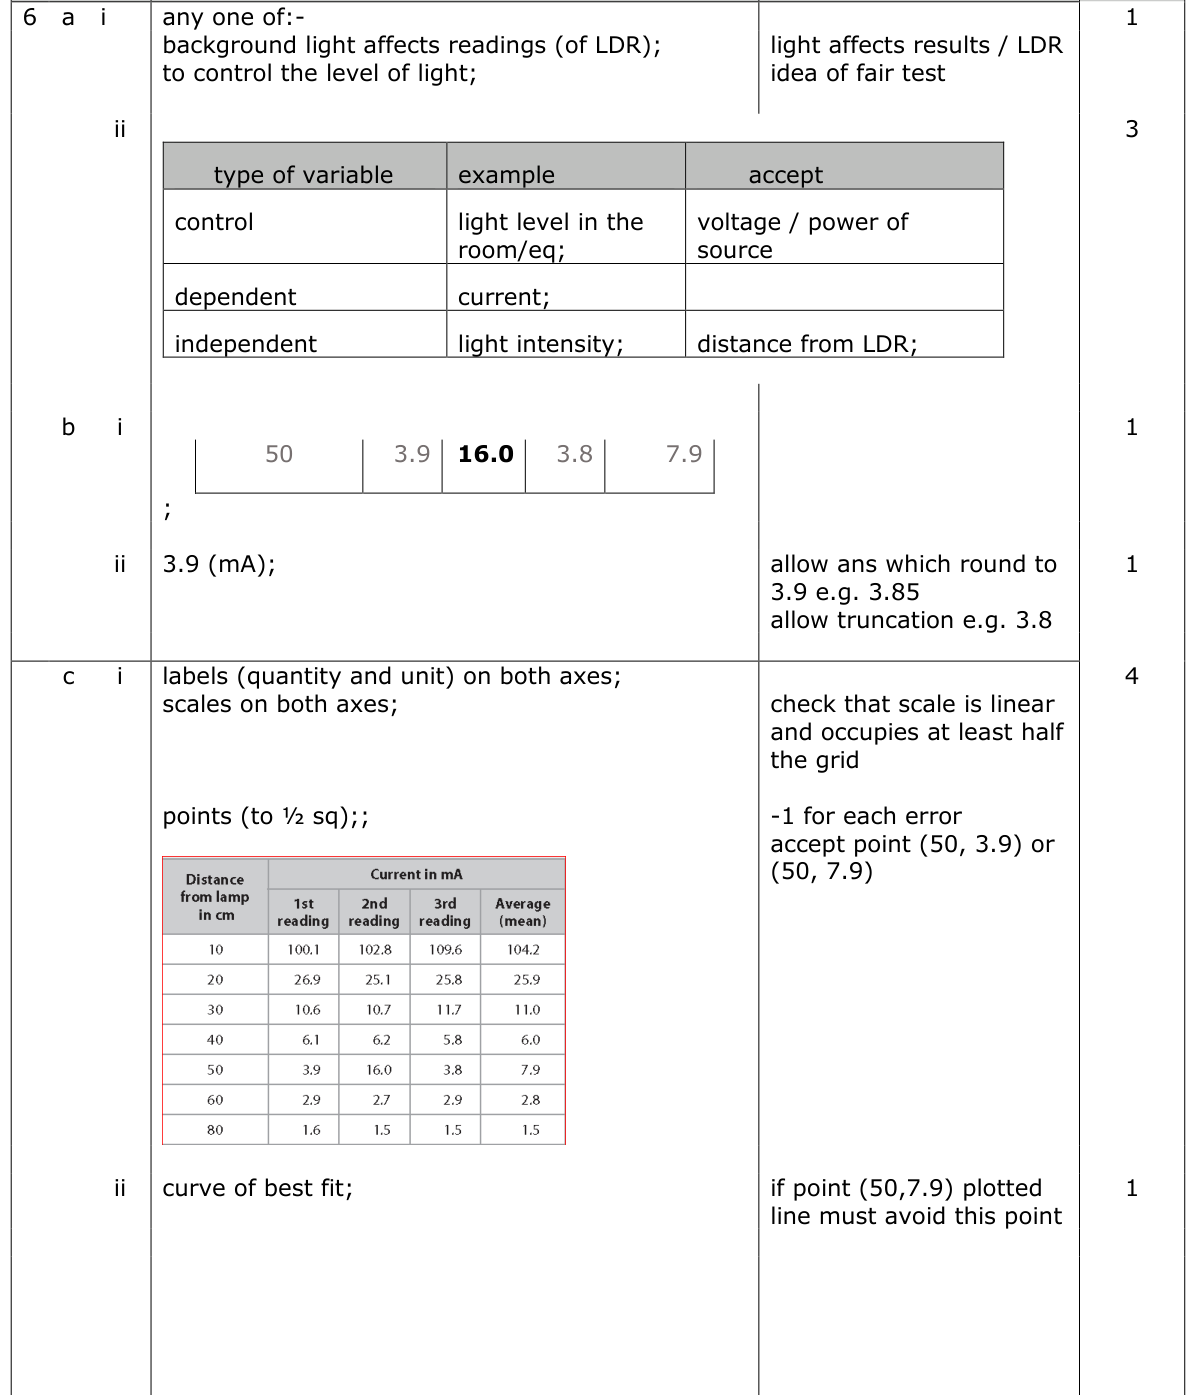 6 a i any one of:- 1
background light affects readings (of LDR); light affects results / LDR
to control the level of light; idea of fair test
ii 3
type of variable example accept
control light level in the voltage / power of
room/eq; source
dependent current;
independent light intensity; distance from LDR;
b i 1
50 3.9 16.0 3.8 7.9
;
ii 3.9 (mA); allow ans which round to 1
3.9 e.g. 3.85
allow truncation e.g. 3.8
c i labels (quantity and unit) on both axes; 4
scales on both axes; check that scale is linear
and occupies at least half
the grid
points (to ½ sq);; -1 for each error
accept point (50, 3.9) or
(50, 7.9)
Distance from lamp in cm Current in mA
1st reading 2nd reading 3rd reading Average (mean)
10 100.1 102.8 109.6 104.2
20 26.9 25.1 25.8 25.9
30 10.6 10.7 11.7 11.0
40 6.1 6.2 5.8 6.0
50 3.9 16.0 3.8 7.9
60 2.9 2.7 2.9 2.8
80 1.6 1.5 1.5 1.5
ii curve of best fit; if point (50,7.9) plotted 1
line must avoid this point